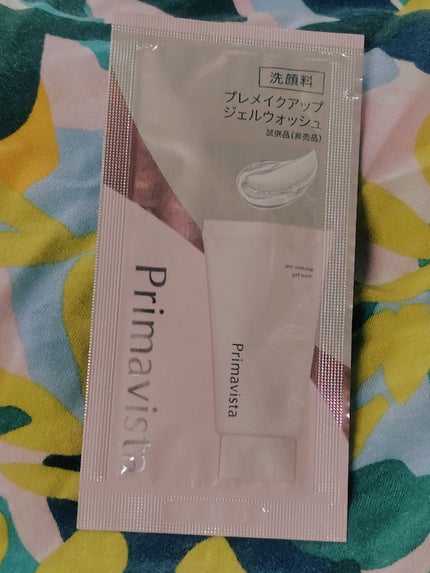 洗顔料
プレメイクアップ
ジェルウォッシュ
試供品(非売品)
pre makeup
gel wash
Primavista
Primavista